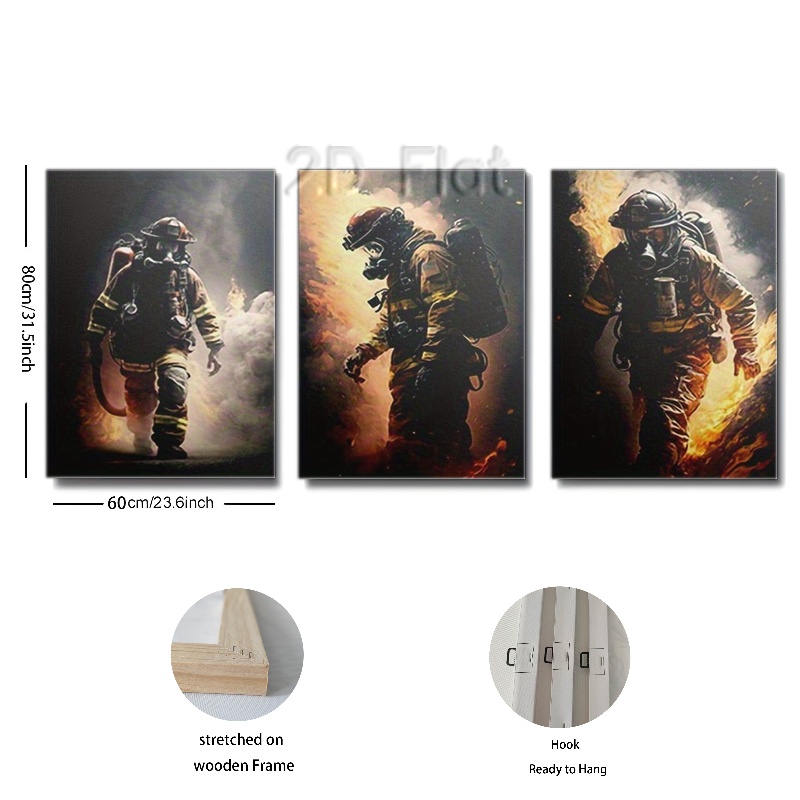 2D Flat
80cm/31.5inch
60cm/23.6inch
stretched on
wooden Frame
Hook
Ready to Hang